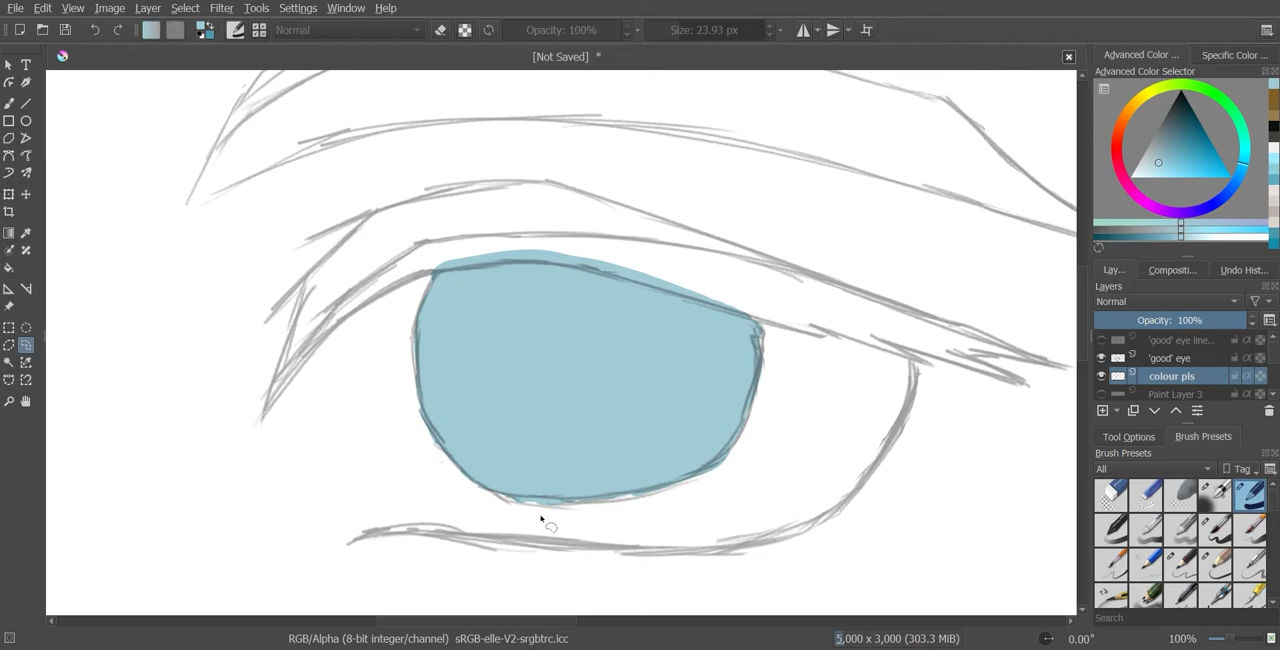 File Edit View Image Layer Select Filter Tools Settings Window Help
Normal Opacity: 100% Size: 23.93 px
[Not Saved] *
Advanced Color ... Specific Color ...
Advanced Color Selector
Lay... Compositi... Undo Hist...
Layers
Normal
Opacity: 100%
'good' eye line...
'good' eye
colour pls
Paint Layer 3
Tool Options Brush Presets
Brush Presets
All Tag
Search
RGB/Alpha (8-bit integer/channel) sRGB-elle-V2-srgbtrc.icc 5,000 x 3,000 (303.3 MiB) 0.00° 100%